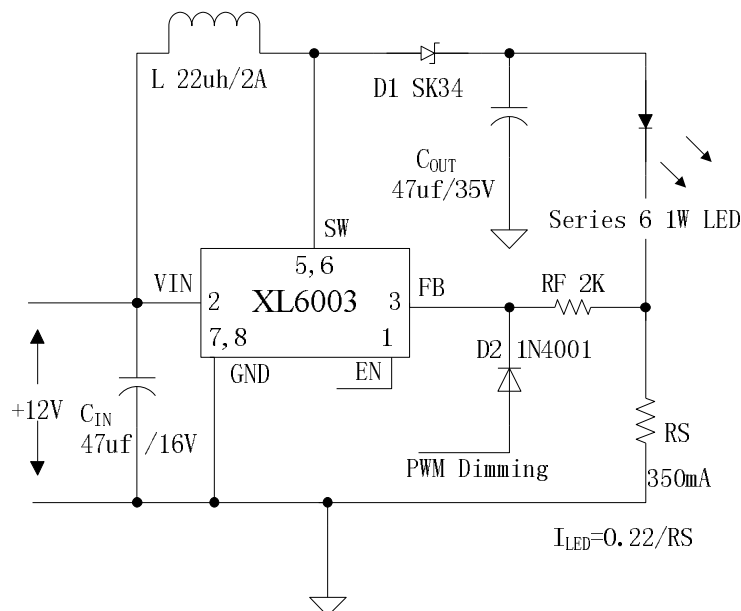 L 22uh/2A
D1 SK34
COUT
47uf/35V
Series 6 1W LED
SW
5,6
VIN
2
XL6003
3
FB
RF 2K
7,8
1
GND
EN
D2 1N4001
+12V
CIN
47uf /16V
PWM Dimming
RS
350mA
ILED=0.22/RS